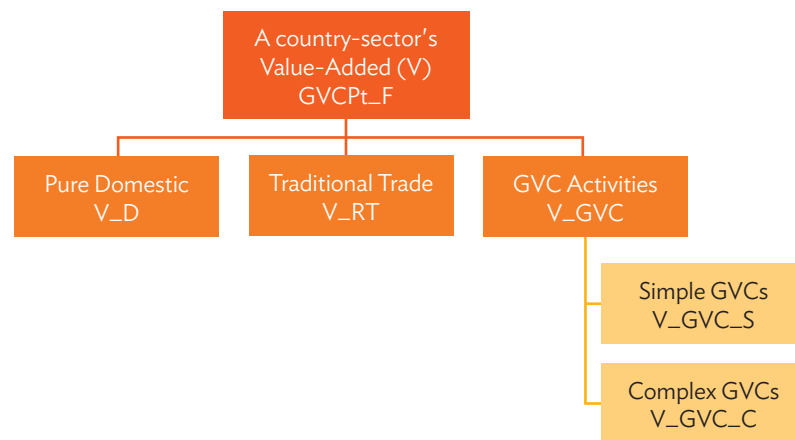 A country-sector's
Value-Added (V)
GVCPt_F
Pure Domestic
V_D
Traditional Trade
V_RT
GVC Activities
V_GVC
Simple GVCs
V_GVC_S
Complex GVCs
V_GVC_C